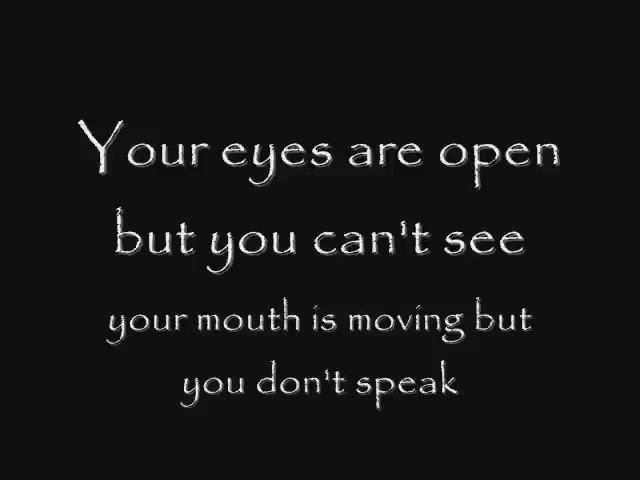 Your eyes are open
but you can't see
your mouth is moving but
you don't speak